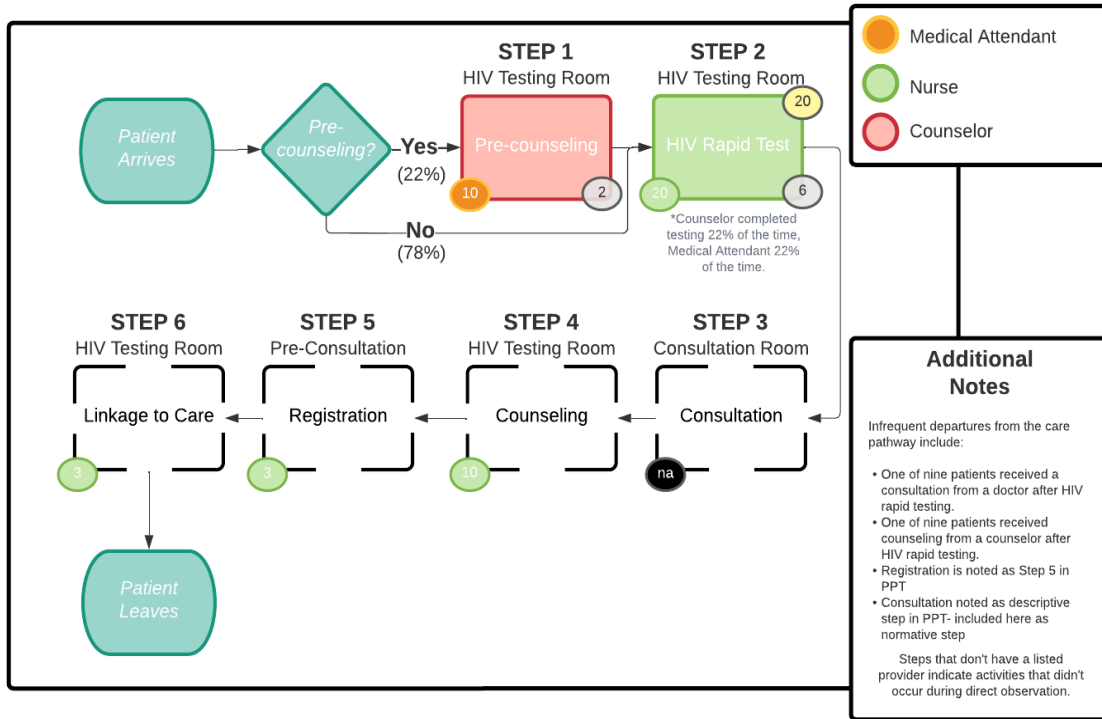 Medical Attendant
Nurse
Counselor
STEP 1
HIV Testing Room
STEP 2
HIV Testing Room
Patient
Arrives
Pre-
counseling?
Yes
(22%)
Pre-counseling
10
2
HIV Rapid Test
20
20
6
No
(78%)
*Counselor completed
testing 22% of the time,
Medical Attendant 22%
of the time.
STEP 6
HIV Testing Room
STEP 5
Pre-Consultation
STEP 4
HIV Testing Room
STEP 3
Consultation Room
Linkage to Care
Registration
Counseling
Consultation
3
3
10
na
Patient
Leaves
Additional
Notes
Infrequent departures from the care
pathway include:
• One of nine patients received a
consultation from a doctor after HIV
rapid testing.
• One of nine patients received
counseling from a counselor after
HIV rapid testing.
• Registration is noted as Step 5 in
PPT
• Consultation noted as descriptive
step in PPT- included here as
normative step
Steps that don't have a listed
provider indicate activities that didn't
occur during direct observation.